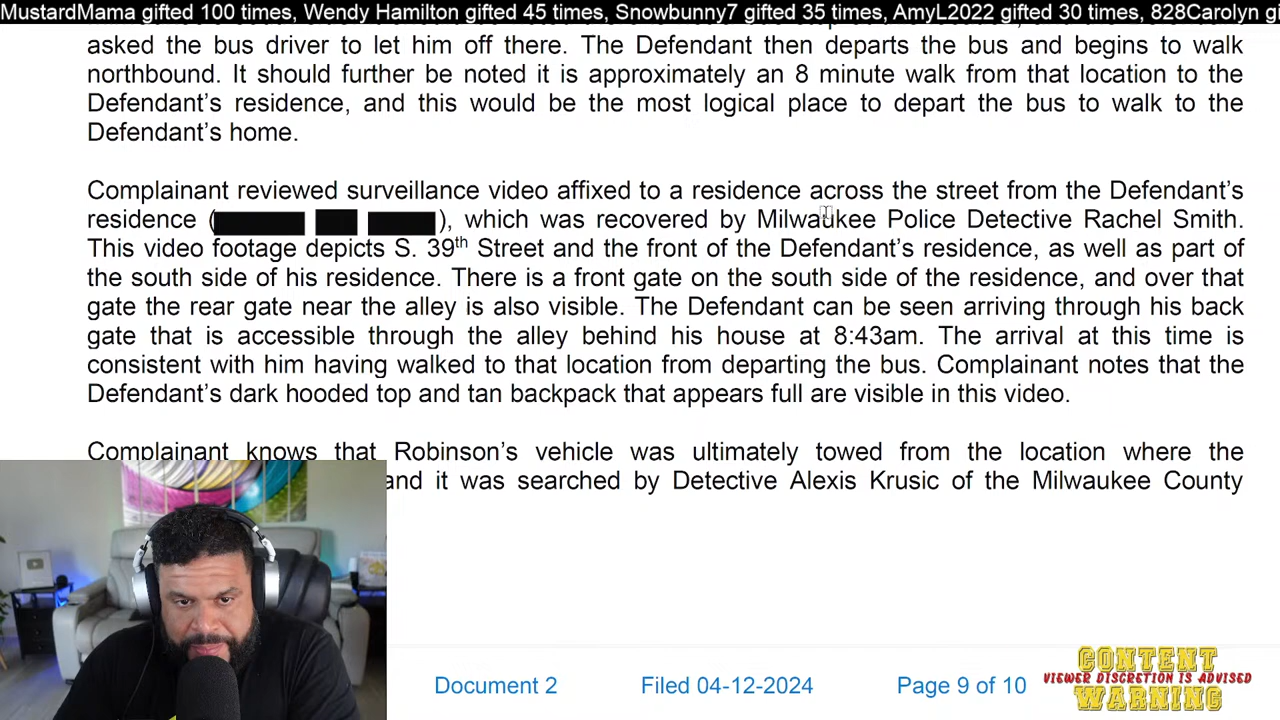 MustardMama gifted 100 times, Wendy Hamilton gifted 45 times, Snowbunny7 gifted 35 times, AmyL2022 gifted 30 times, 828Carolyn gi
asked the bus driver to let him off there. The Defendant then departs the bus and begins to walk
northbound. It should further be noted it is approximately an 8 minute walk from that location to the
Defendant's residence, and this would be the most logical place to depart the bus to walk to the
Defendant's home.
Complainant reviewed surveillance video affixed to a residence across the street from the Defendant's
residence ( ), which was recovered by Milwaukee Police Detective Rachel Smith.
This video footage depicts S. 39th Street and the front of the Defendant's residence, as well as part of
the south side of his residence. There is a front gate on the south side of the residence, and over that
gate the rear gate near the alley is also visible. The Defendant can be seen arriving through his back
gate that is accessible through the alley behind his house at 8:43am. The arrival at this time is
consistent with him having walked to that location from departing the bus. Complainant notes that the
Defendant's dark hooded top and tan backpack that appears full are visible in this video.
Complainant knows that Robinson's vehicle was ultimately towed from the location where the
and it was searched by Detective Alexis Krusic of the Milwaukee County
Document 2 Filed 04-12-2024 Page 9 of 10
CONTENT
VIEWER DISCRETION IS ADVISED
WARNING